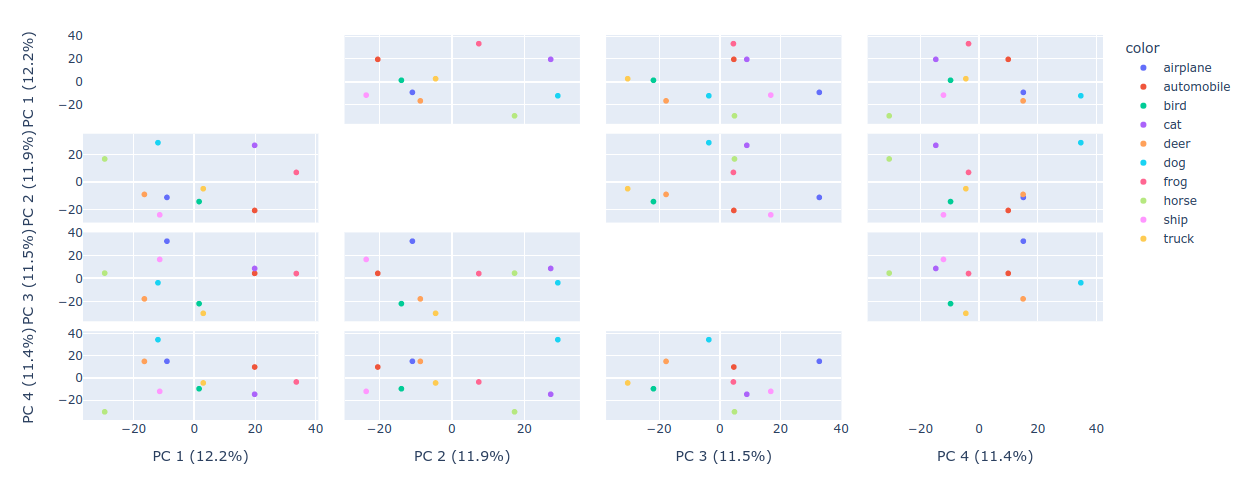 40
20
0
−20
PC 1 (12.2%)
20
0
−20
PC 2 (11.9%)
40
20
0
−20
PC 3 (11.5%)
40
20
0
−20
PC 4 (11.4%)
−20 0 20 40
−20 0 20
−20 0 20 40
−20 0 20 40
PC 1 (12.2%)
PC 2 (11.9%)
PC 3 (11.5%)
PC 4 (11.4%)
color
airplane
automobile
bird
cat
deer
dog
frog
horse
ship
truck